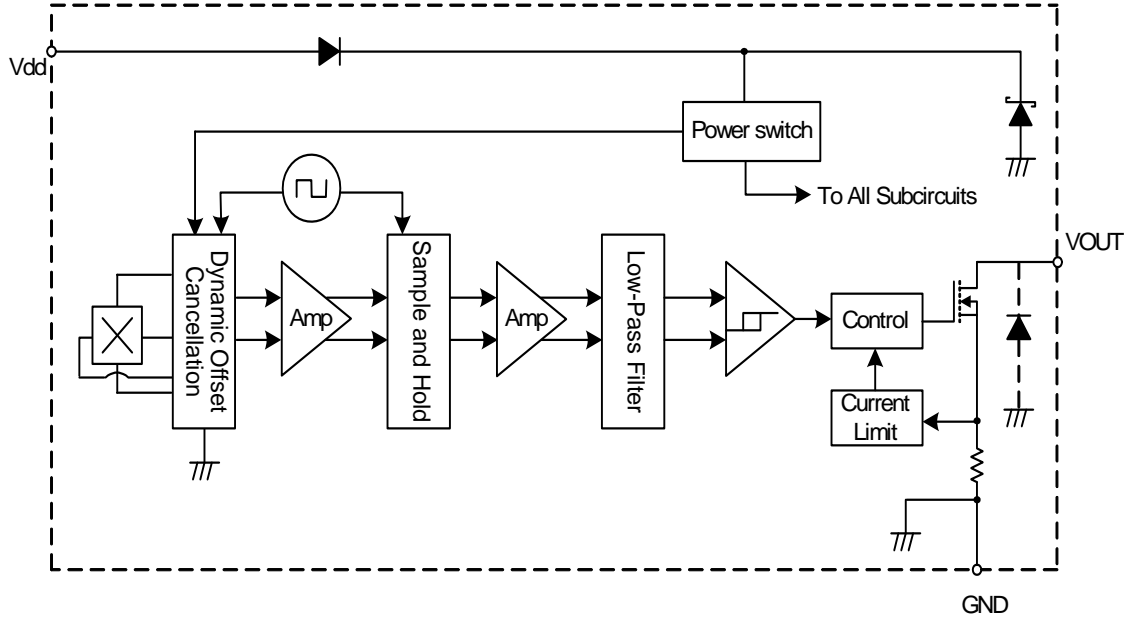 Vdd
Power switch
To All Subcircuits
VOUT
Dynamic Offset
Cancellation
Amp
Sample and Hold
Amp
Low-Pass Filter
Control
Current
Limit
GND